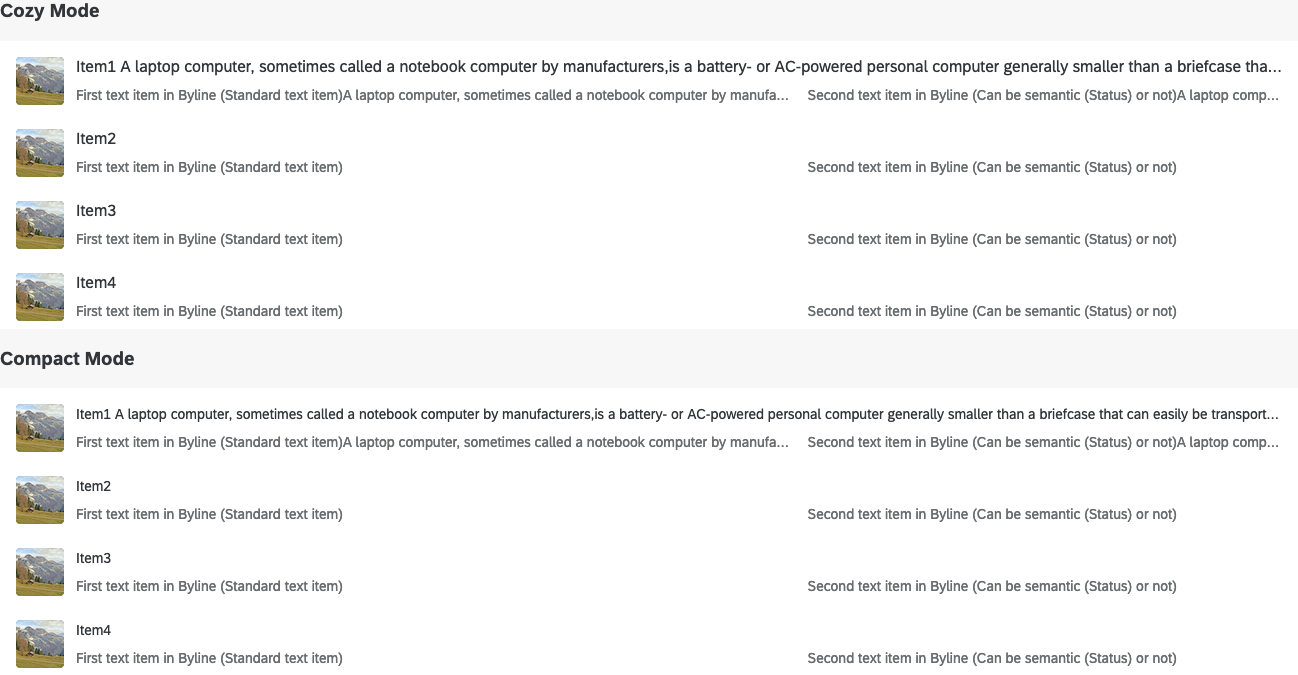 Cozy Mode
Item1 A laptop computer, sometimes called a notebook computer by manufacturers,is a battery- or AC-powered personal computer generally smaller than a briefcase tha...
First text item in Byline (Standard text item)A laptop computer, sometimes called a notebook computer by manufa... Second text item in Byline (Can be semantic (Status) or not)A laptop comp...
Item2
First text item in Byline (Standard text item) Second text item in Byline (Can be semantic (Status) or not)
Item3
First text item in Byline (Standard text item) Second text item in Byline (Can be semantic (Status) or not)
Item4
First text item in Byline (Standard text item) Second text item in Byline (Can be semantic (Status) or not)
Compact Mode
Item1 A laptop computer, sometimes called a notebook computer by manufacturers,is a battery- or AC-powered personal computer generally smaller than a briefcase that can easily be transport...
First text item in Byline (Standard text item)A laptop computer, sometimes called a notebook computer by manufa... Second text item in Byline (Can be semantic (Status) or not)A laptop comp...
Item2
First text item in Byline (Standard text item) Second text item in Byline (Can be semantic (Status) or not)
Item3
First text item in Byline (Standard text item) Second text item in Byline (Can be semantic (Status) or not)
Item4
First text item in Byline (Standard text item) Second text item in Byline (Can be semantic (Status) or not)